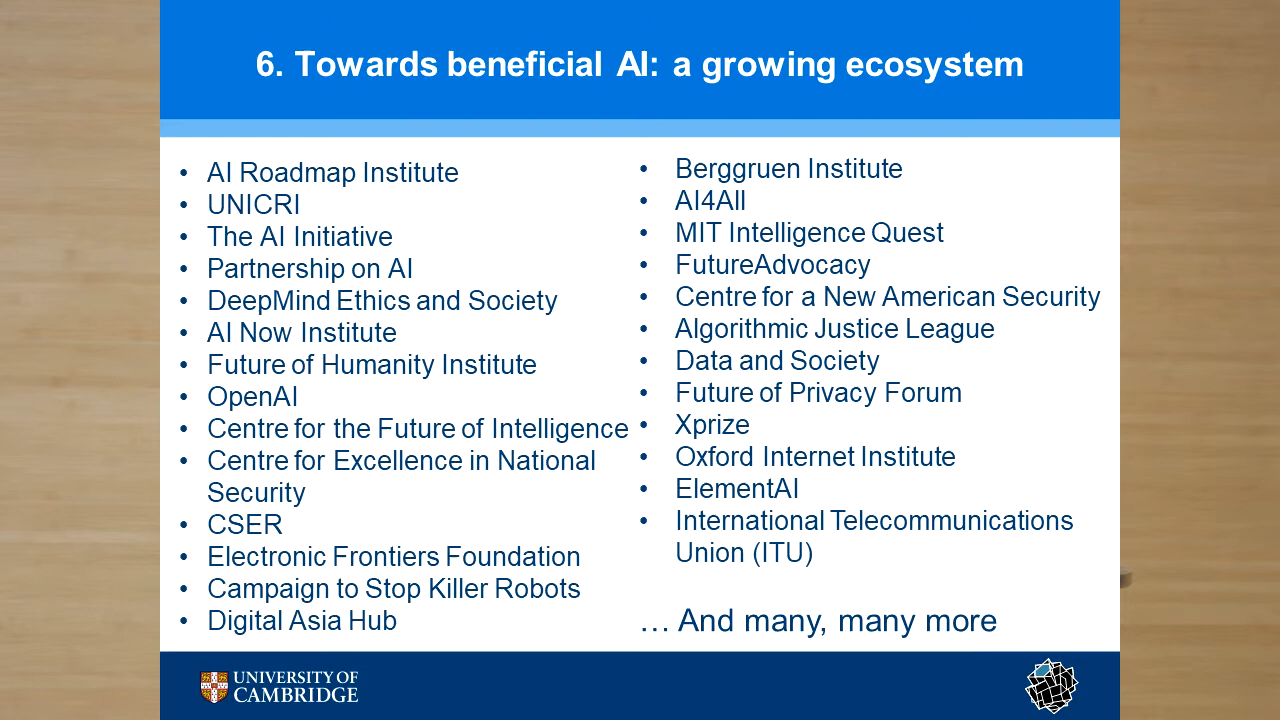 6. Towards beneficial AI: a growing ecosystem
• AI Roadmap Institute
• UNICRI
• The AI Initiative
• Partnership on AI
• DeepMind Ethics and Society
• AI Now Institute
• Future of Humanity Institute
• OpenAI
• Centre for the Future of Intelligence
• Centre for Excellence in National
Security
• CSER
• Electronic Frontiers Foundation
• Campaign to Stop Killer Robots
• Digital Asia Hub
• Berggruen Institute
• AI4All
• MIT Intelligence Quest
• FutureAdvocacy
• Centre for a New American Security
• Algorithmic Justice League
• Data and Society
• Future of Privacy Forum
• Xprize
• Oxford Internet Institute
• ElementAI
• International Telecommunications
Union (ITU)
… And many, many more
UNIVERSITY OF
CAMBRIDGE